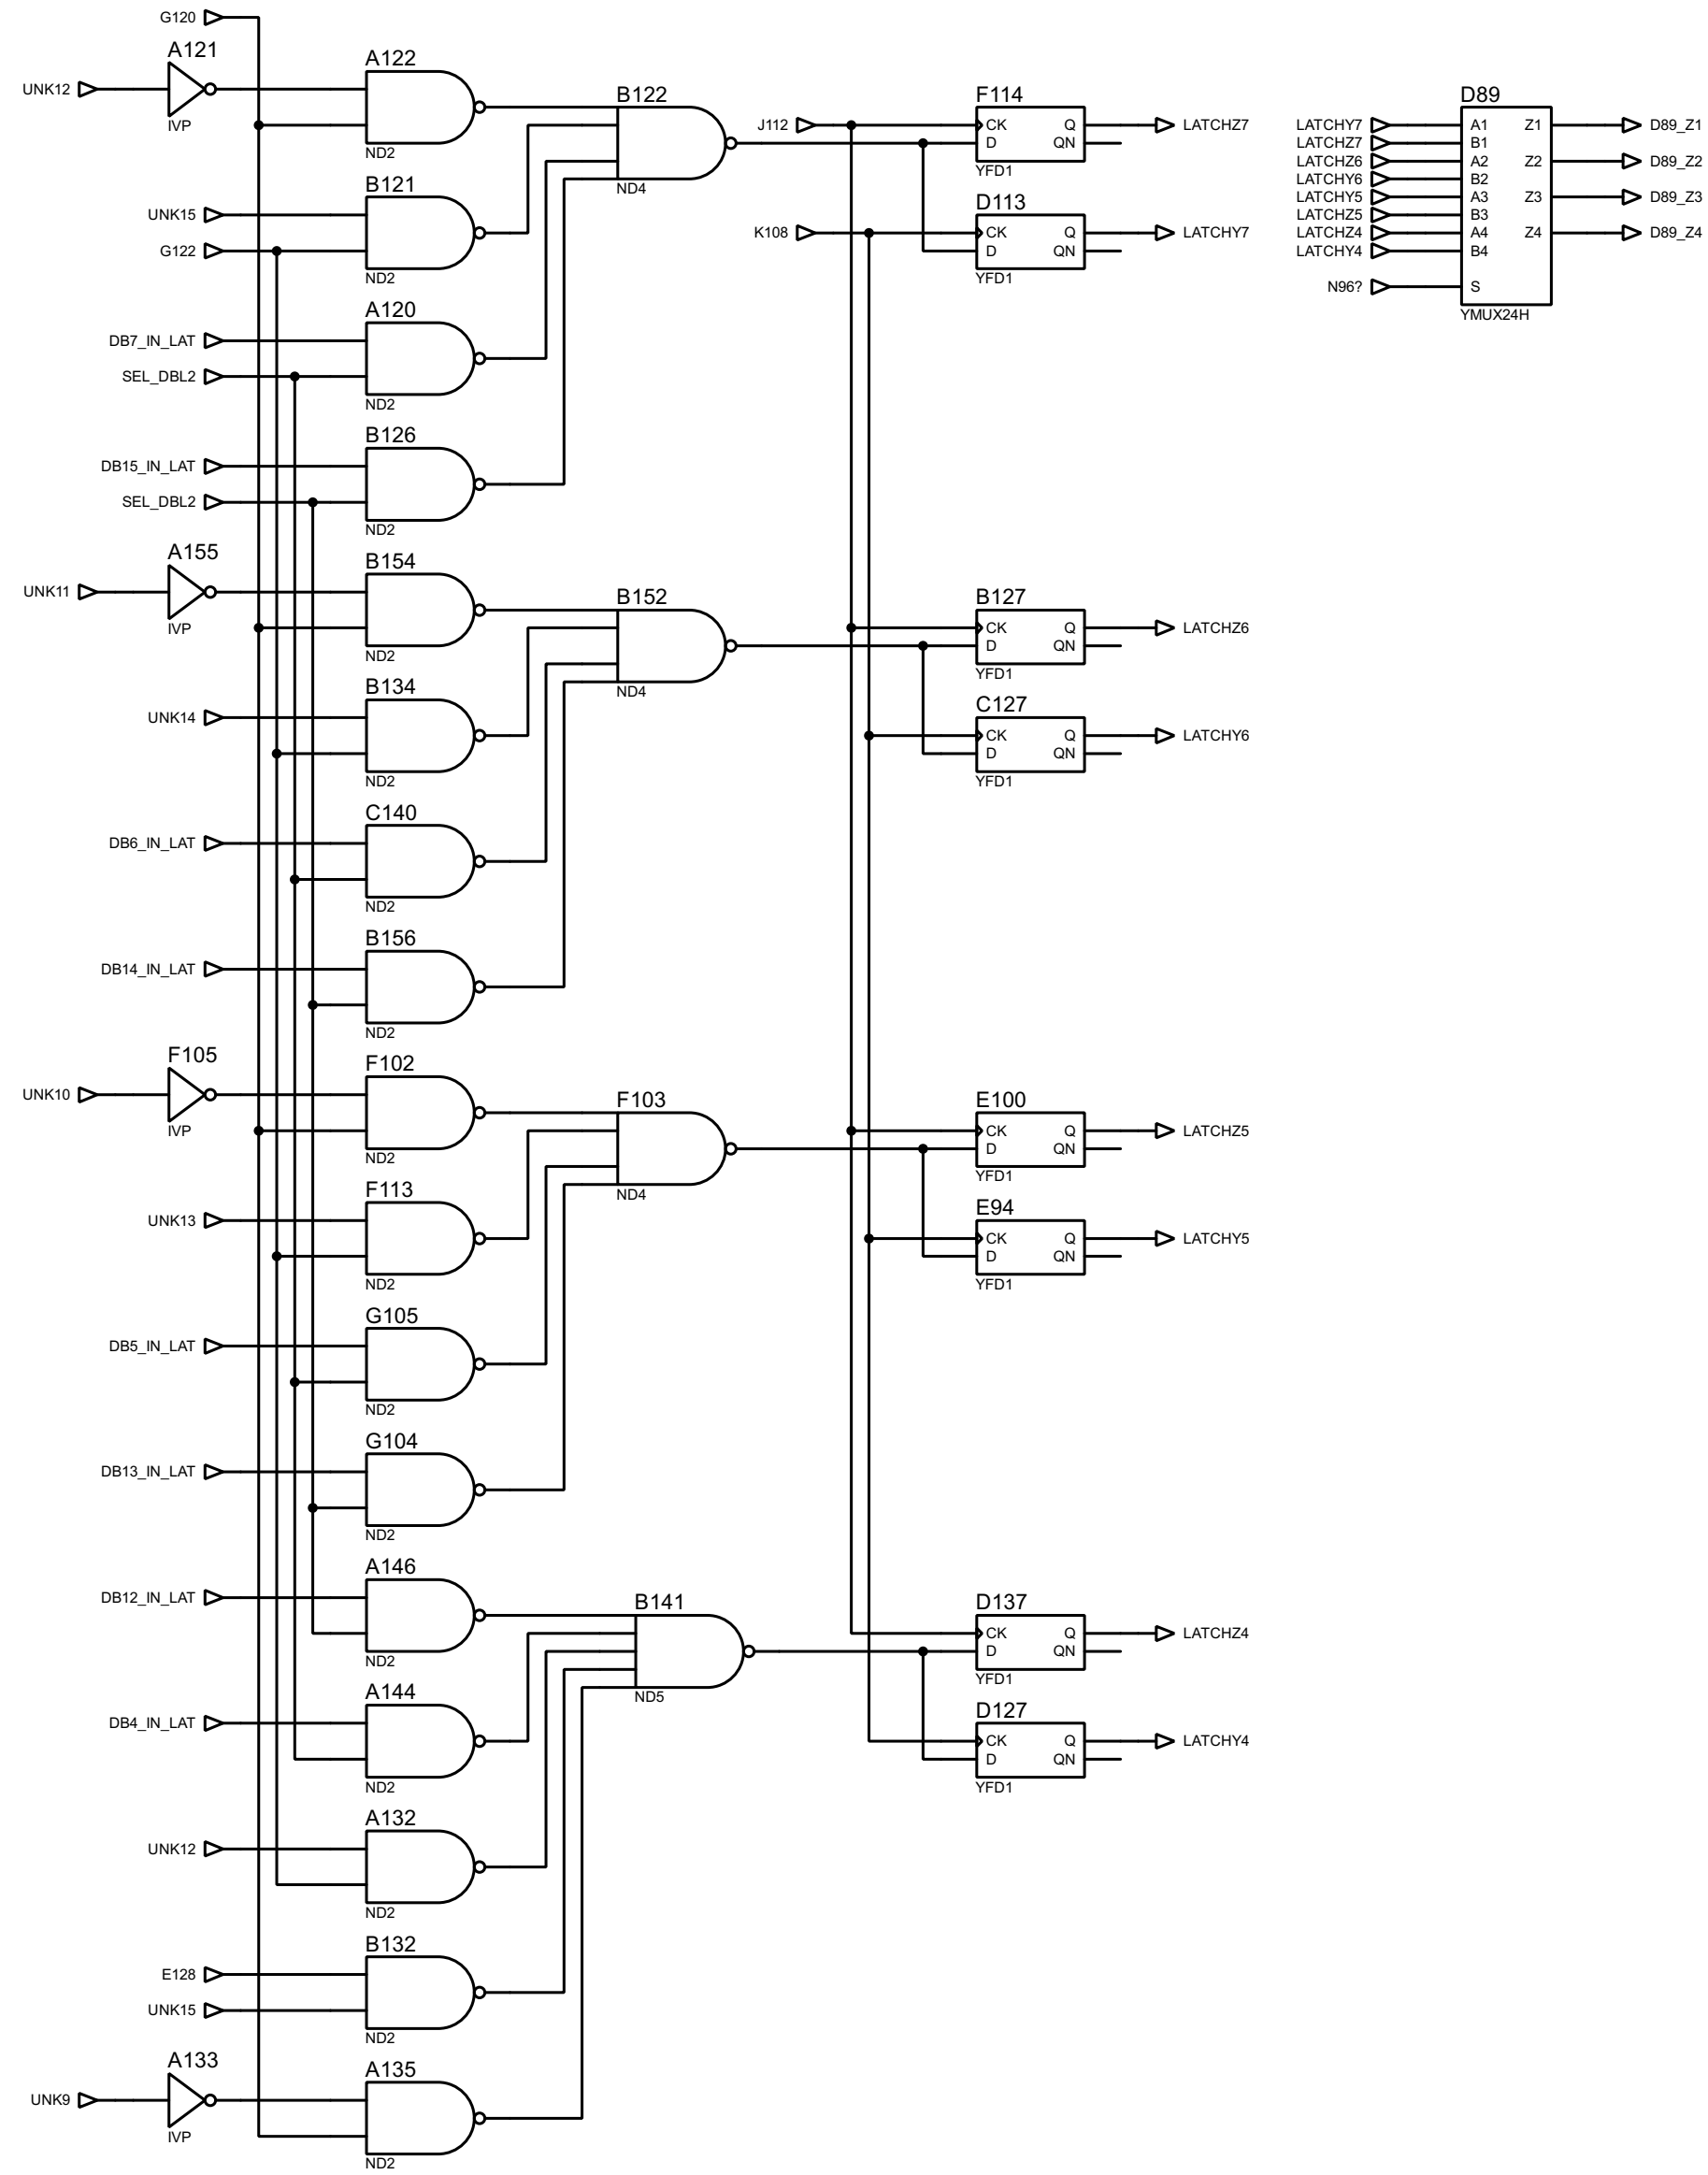 G120
A121
UNK12
IVP
A122
ND2
B122
ND4
B121
UNK15
G122
ND2
A120
DB7_IN_LAT
SEL_DBL2
ND2
B126
DB15_IN_LAT
SEL_DBL2
ND2
J112
F114
CK Q
D QN
YFD1
LATCHZ7
K108
D113
CK Q
D QN
YFD1
LATCHY7
D89
LATCHY7 A1 Z1 D89_Z1
LATCHZ7 B1
LATCHZ6 A2 Z2 D89_Z2
LATCHY6 B2
LATCHY5 A3 Z3 D89_Z3
LATCHZ5 B3
LATCHZ4 A4 Z4 D89_Z4
LATCHY4 B4
N96? S
YMUX24H
A155
UNK11
IVP
B154
ND2
B152
ND4
B134
UNK14
ND2
C140
DB6_IN_LAT
ND2
B156
DB14_IN_LAT
ND2
B127
CK Q
D QN
YFD1
LATCHZ6
C127
CK Q
D QN
YFD1
LATCHY6
F105
UNK10
IVP
F102
ND2
F103
ND4
F113
UNK13
ND2
G105
DB5_IN_LAT
ND2
G104
DB13_IN_LAT
ND2
E100
CK Q
D QN
YFD1
LATCHZ5
E94
CK Q
D QN
YFD1
LATCHY5
A146
DB12_IN_LAT
ND2
B141
ND5
A144
DB4_IN_LAT
ND2
A132
UNK12
ND2
B132
E128
UNK15
ND2
A133
UNK9
IVP
A135
ND2
D137
CK Q
D QN
YFD1
LATCHZ4
D127
CK Q
D QN
YFD1
LATCHY4